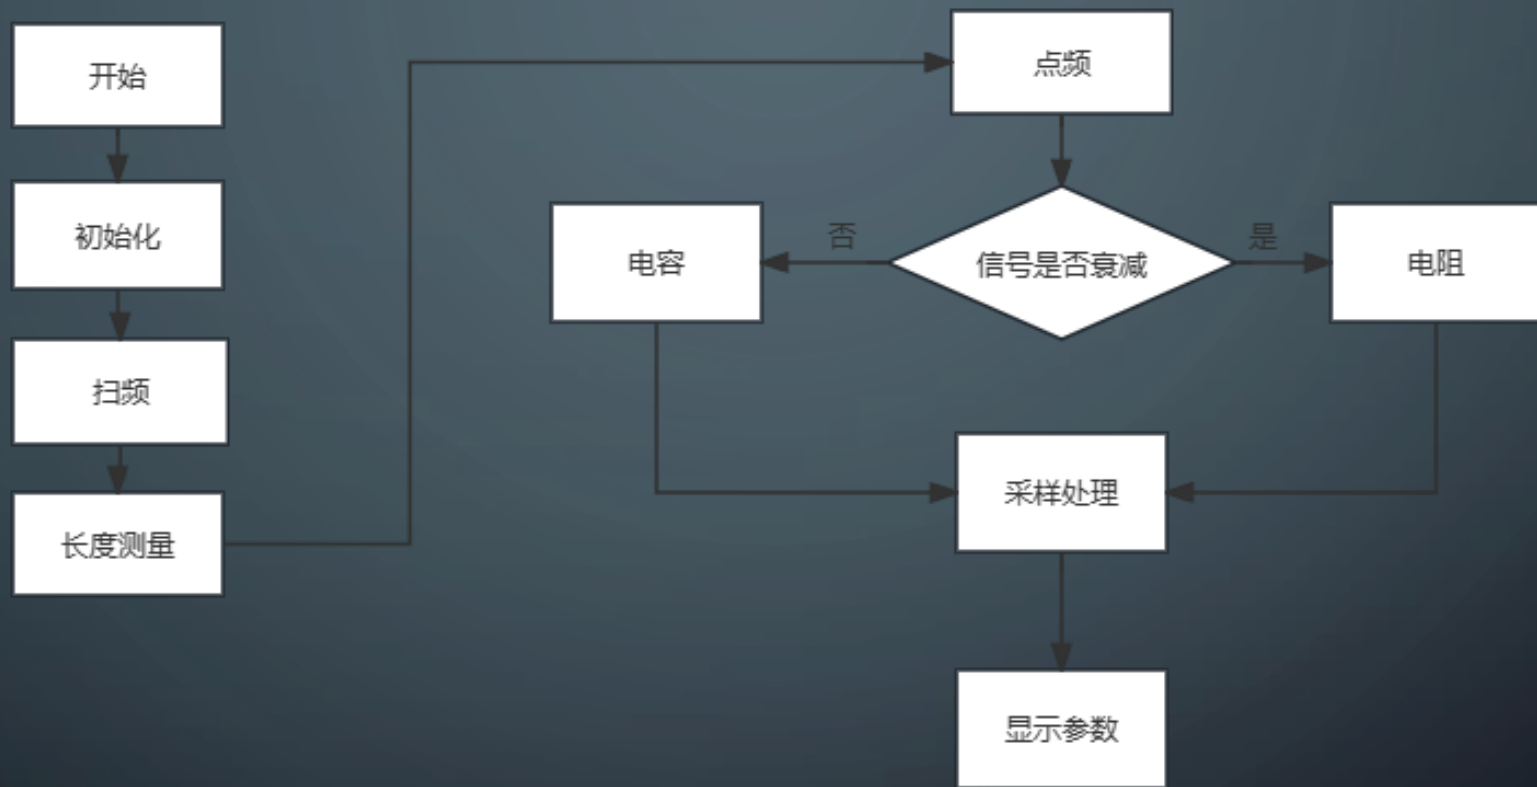 开始
初始化
扫频
长度测量
点频
信号是否衰减
否
是
电容
电阻
采样处理
显示参数